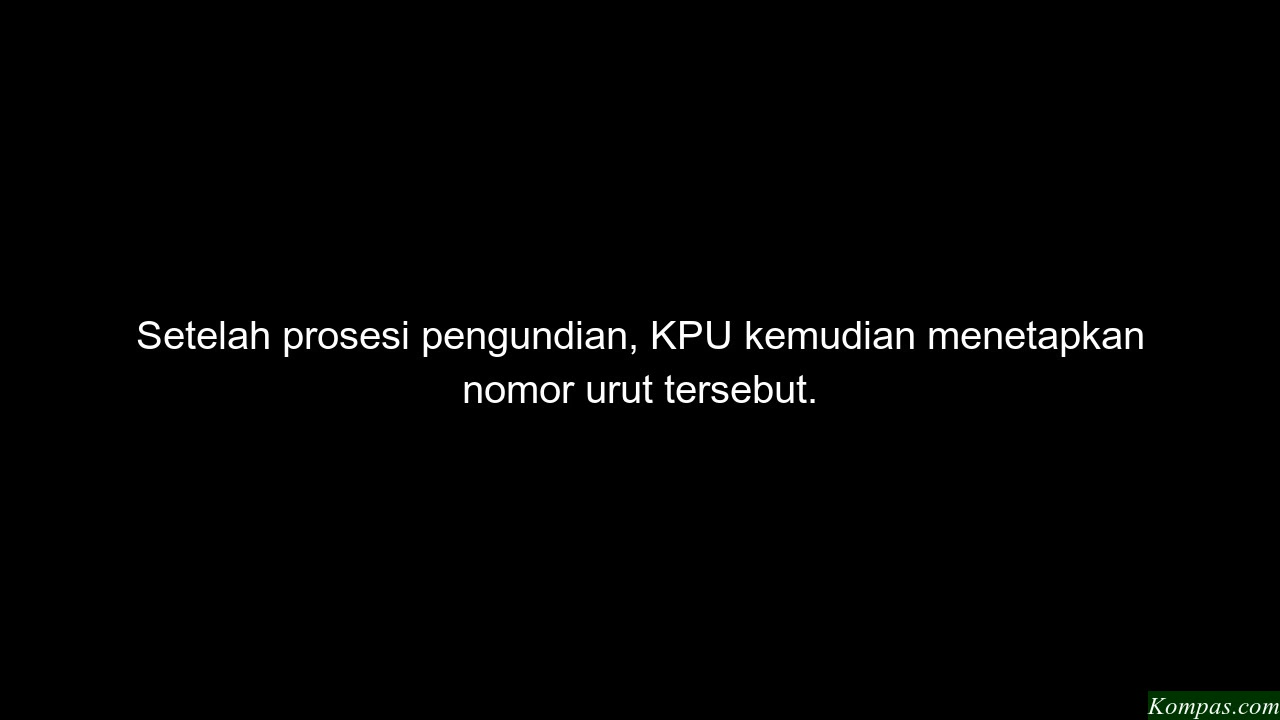 Setelah prosesi pengundian, KPU kemudian menetapkan
nomor urut tersebut.
Kompas.com